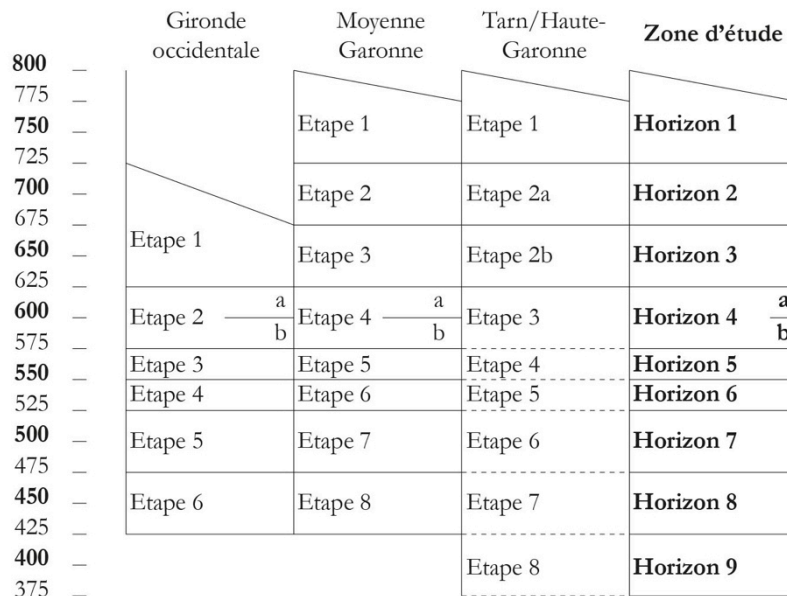 Gironde occidentale
Moyenne Garonne
Tarn/Haute-Garonne
Zone d'étude
800
775
750 Etape 1 Etape 1 Horizon 1
725
700 Etape 2 Etape 2a Horizon 2
675
650 Etape 1 Etape 3 Etape 2b Horizon 3
625
600 Etape 2 a b Etape 4 a b Etape 3 Horizon 4 a b
575
Etape 3 Etape 5 Etape 4 Horizon 5
550
Etape 4 Etape 6 Etape 5 Horizon 6
525
500 Etape 5 Etape 7 Etape 6 Horizon 7
475
450 Etape 6 Etape 8 Etape 7 Horizon 8
425
400 Etape 8 Horizon 9
375